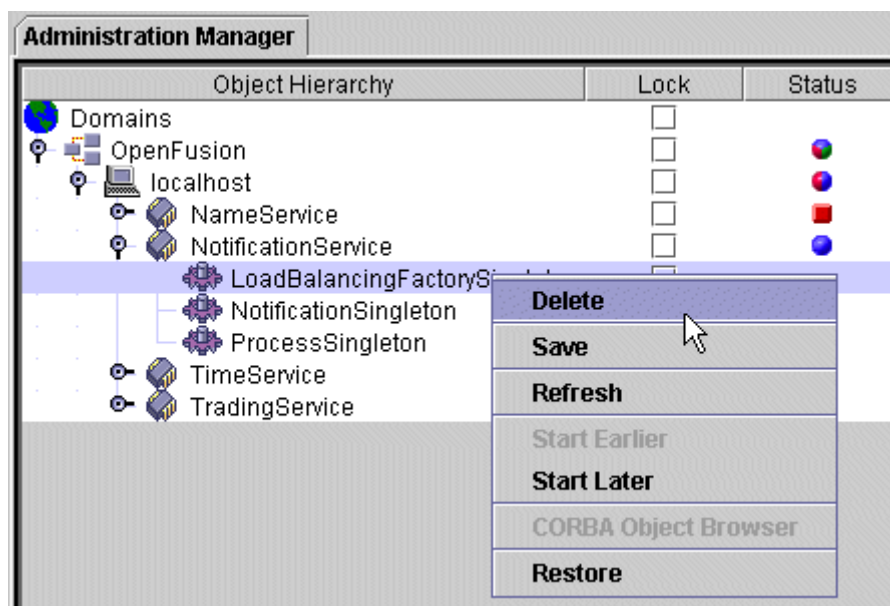 Administration Manager
Object Hierarchy Lock Status
Domains
OpenFusion
localhost
NameService
NotificationService
LoadBalancingFactorySingleton
NotificationSingleton
ProcessSingleton
TimeService
TradingService
Delete
Save
Refresh
Start Earlier
Start Later
CORBA Object Browser
Restore